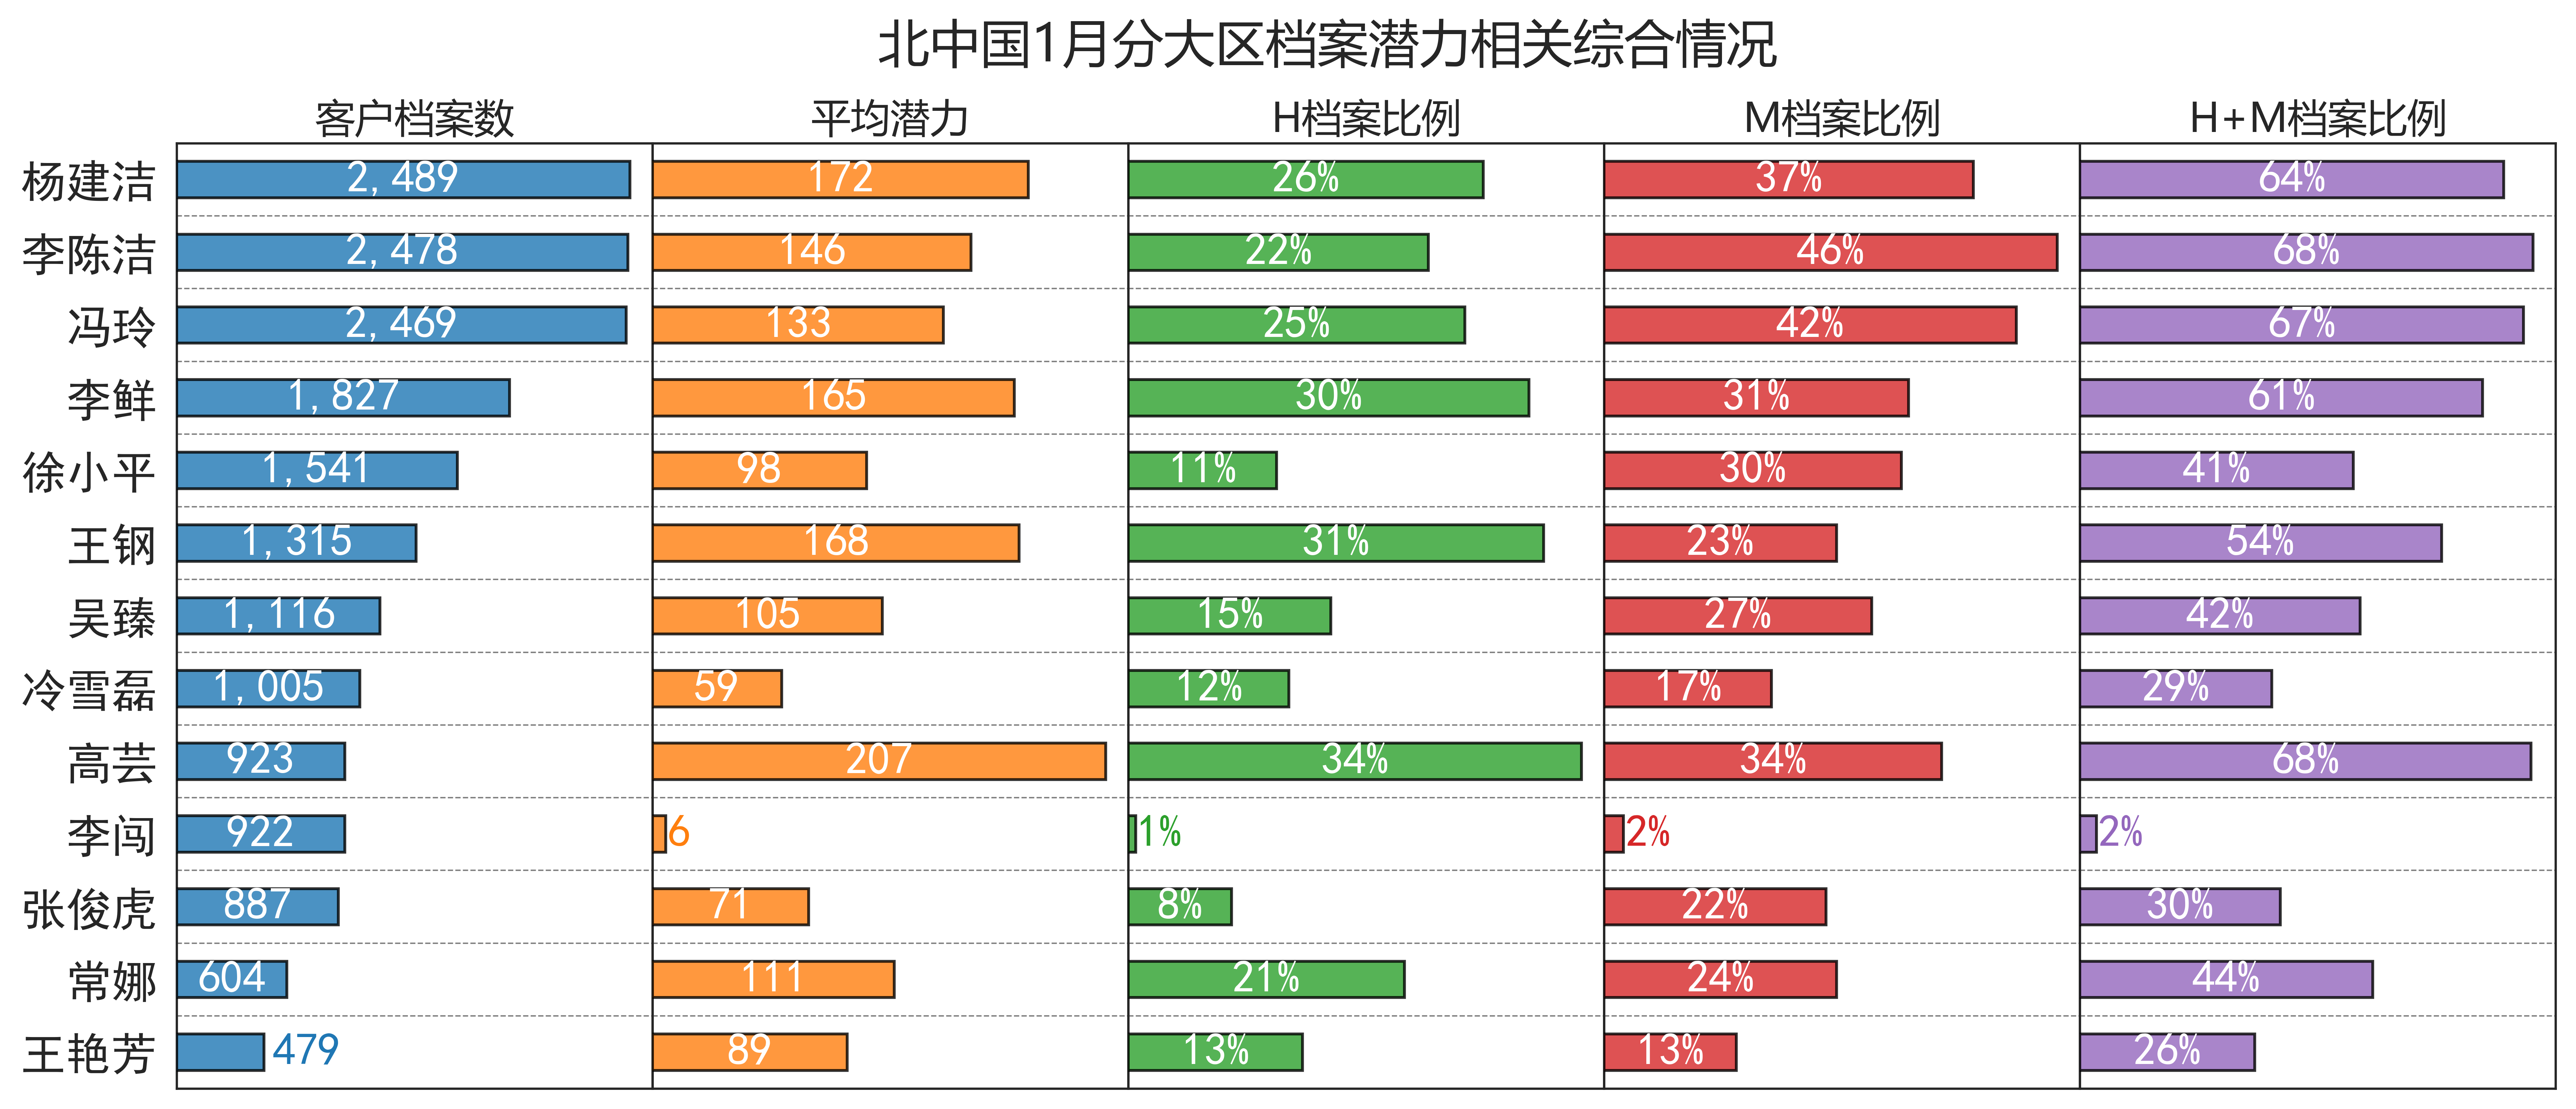 北中国1月分大区档案潜力相关综合情况
客户档案数 平均潜力 H档案比例 M档案比例 H+M档案比例
杨建洁 2,489 172 26% 37% 64%
李陈洁 2,478 146 22% 46% 68%
冯玲 2,469 133 25% 42% 67%
李鲜 1,827 165 30% 31% 61%
徐小平 1,541 98 11% 30% 41%
王钢 1,315 168 31% 23% 54%
吴臻 1,116 105 15% 27% 42%
冷雪磊 1,005 59 12% 17% 29%
高芸 923 207 34% 34% 68%
李闯 922 6 1% 2% 2%
张俊虎 887 71 8% 22% 30%
常娜 604 111 21% 24% 44%
王艳芳 479 89 13% 13% 26%